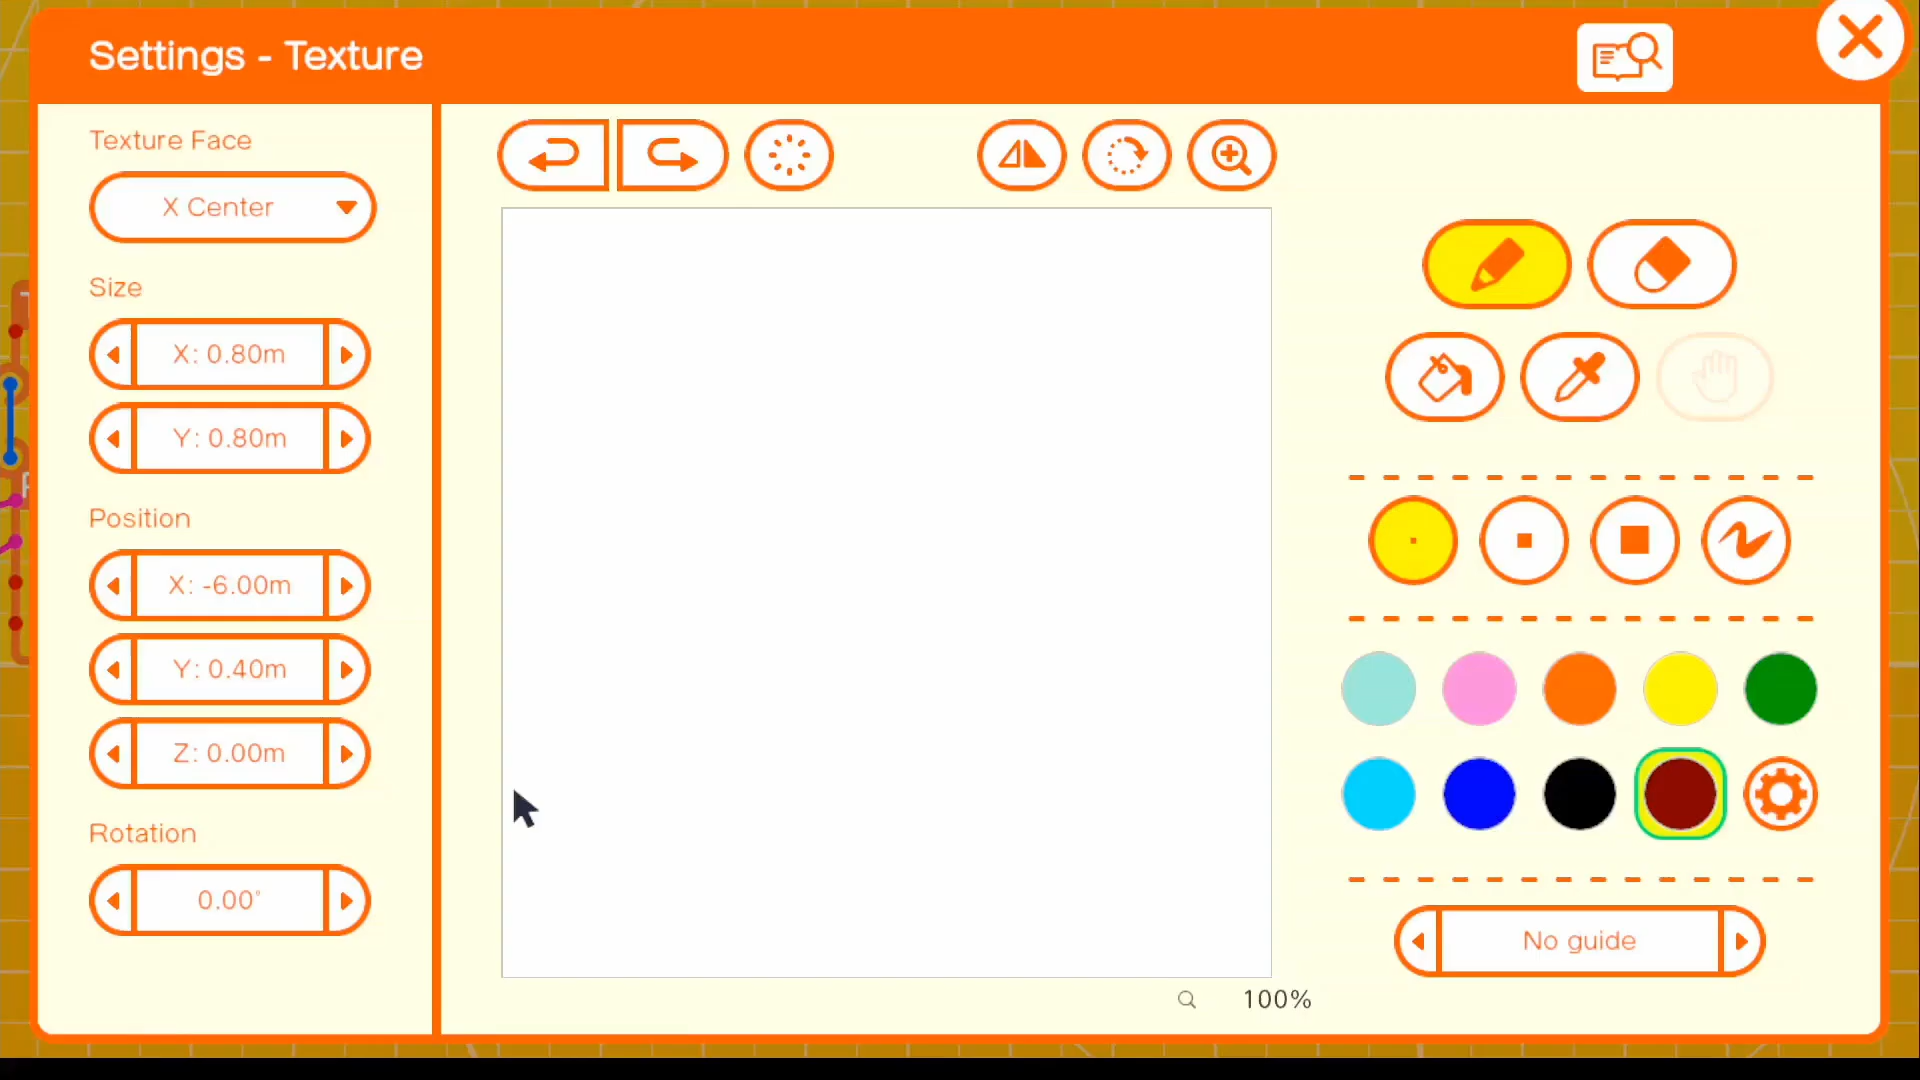 Settings - Texture
Texture Face
X Center
Size
X: 0.80m
Y: 0.80m
Position
X: -6.00m
Y: 0.40m
Z: 0.00m
Rotation
0.00°
No guide
100%